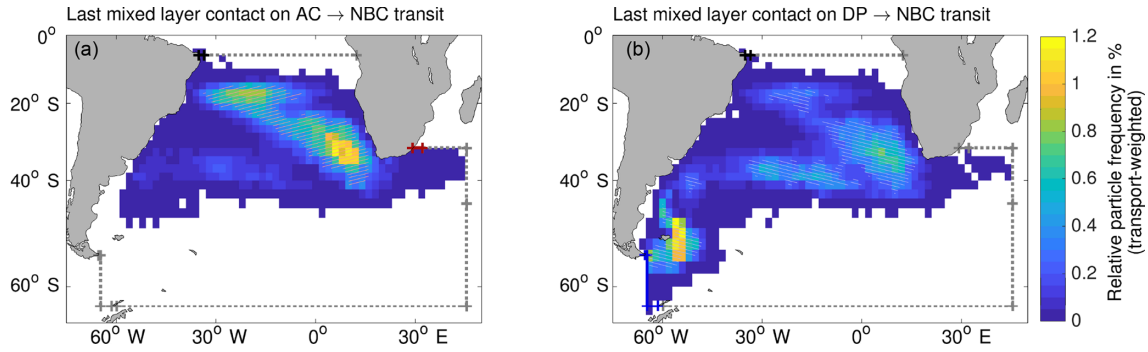 Last mixed layer contact on AC → NBC transit
Last mixed layer contact on DP → NBC transit
(a)
0°
20° S
40° S
60° S
60° W
30° W
0°
30° E
(b)
0°
20° S
40° S
60° S
60° W
30° W
0°
30° E
1.2
1
0.8
0.6
0.4
0.2
0
Relative particle frequency in %
(transport-weighted)